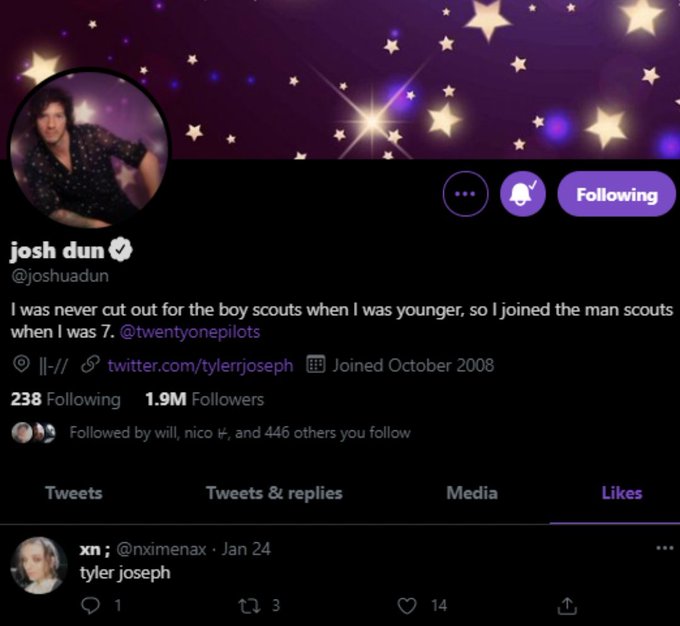 josh dun
@joshuadun
I was never cut out for the boy scouts when I was younger, so I joined the man scouts
when I was 7. @twentyonepilots
||-// twitter.com/tylerrjoseph Joined October 2008
238 Following 1.9M Followers
Followed by will, nico ⊬, and 446 others you follow
Following
Tweets Tweets & replies Media Likes
xn ; @nximenax · Jan 24
tyler joseph
1 3 14